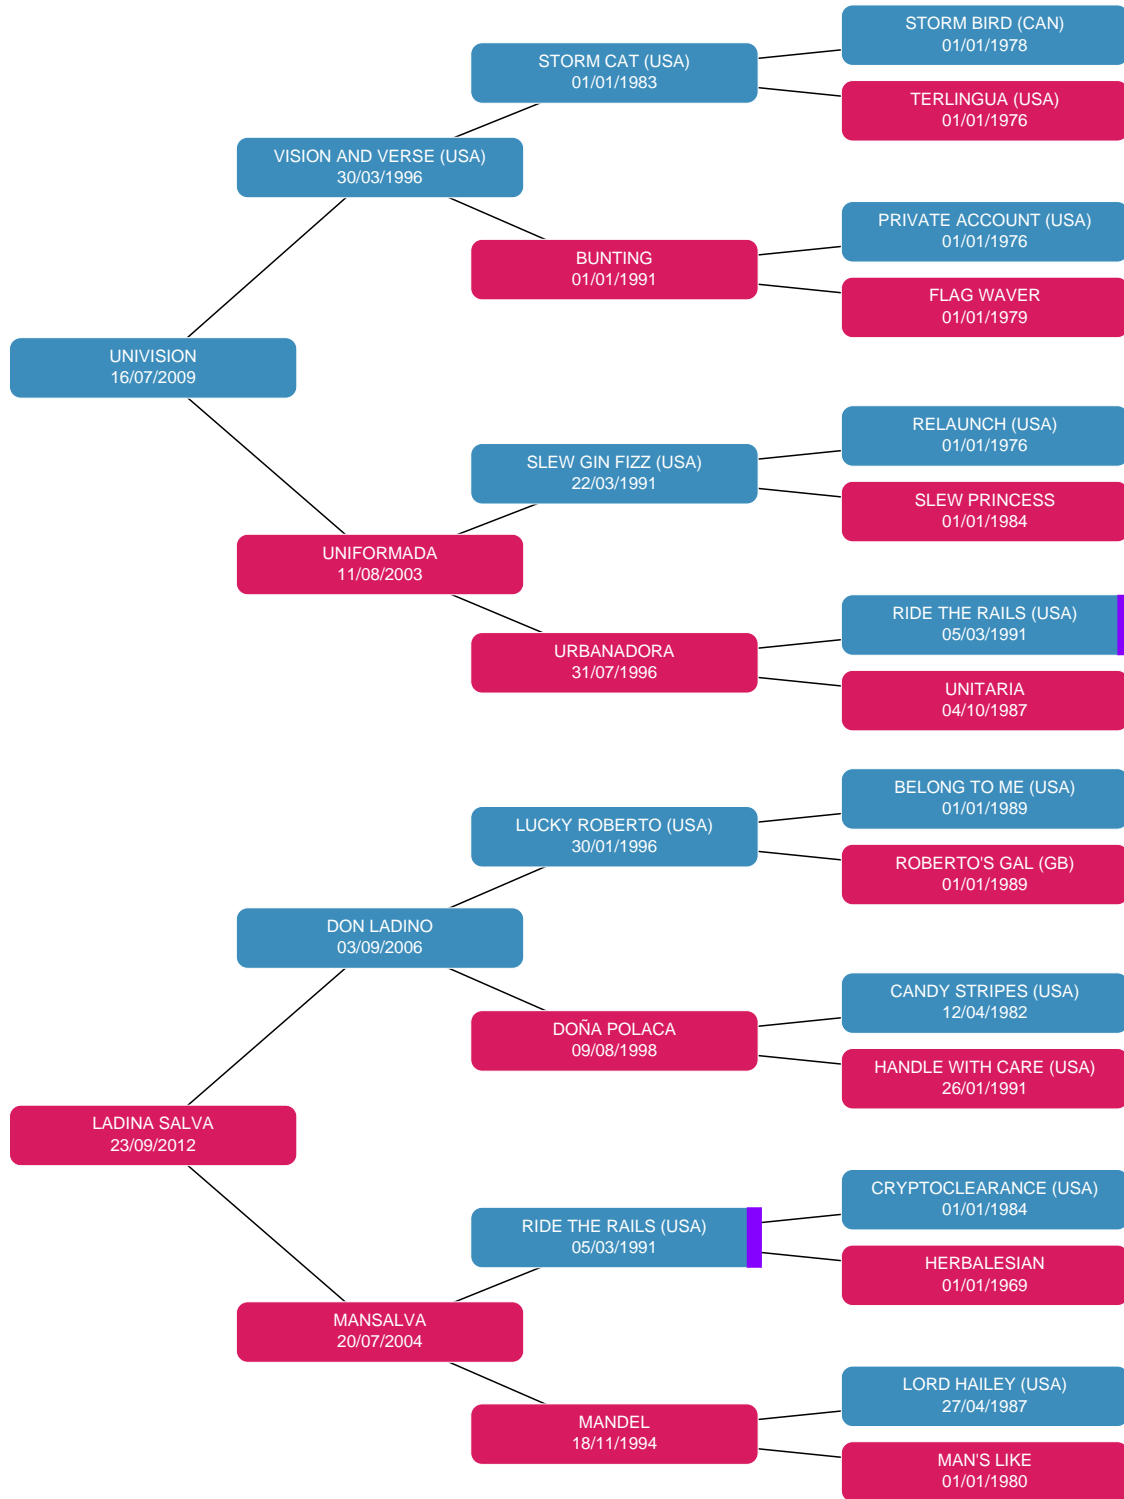 STORM BIRD (CAN)
01/01/1978
STORM CAT (USA)
01/01/1983
TERLINGUA (USA)
01/01/1976
VISION AND VERSE (USA)
30/03/1996
PRIVATE ACCOUNT (USA)
01/01/1976
BUNTING
01/01/1991
FLAG WAVER
01/01/1979
UNIVISION
16/07/2009
RELAUNCH (USA)
01/01/1976
SLEW GIN FIZZ (USA)
22/03/1991
SLEW PRINCESS
01/01/1984
UNIFORMADA
11/08/2003
RIDE THE RAILS (USA)
05/03/1991
URBANADORA
31/07/1996
UNITARIA
04/10/1987
BELONG TO ME (USA)
01/01/1989
LUCKY ROBERTO (USA)
30/01/1996
ROBERTO'S GAL (GB)
01/01/1989
DON LADINO
03/09/2006
CANDY STRIPES (USA)
12/04/1982
DOÑA POLACA
09/08/1998
HANDLE WITH CARE (USA)
26/01/1991
LADINA SALVA
23/09/2012
CRYPTOCLEARANCE (USA)
01/01/1984
RIDE THE RAILS (USA)
05/03/1991
HERBALESIAN
01/01/1969
MANSALVA
20/07/2004
LORD HAILEY (USA)
27/04/1987
MANDEL
18/11/1994
MAN'S LIKE
01/01/1980